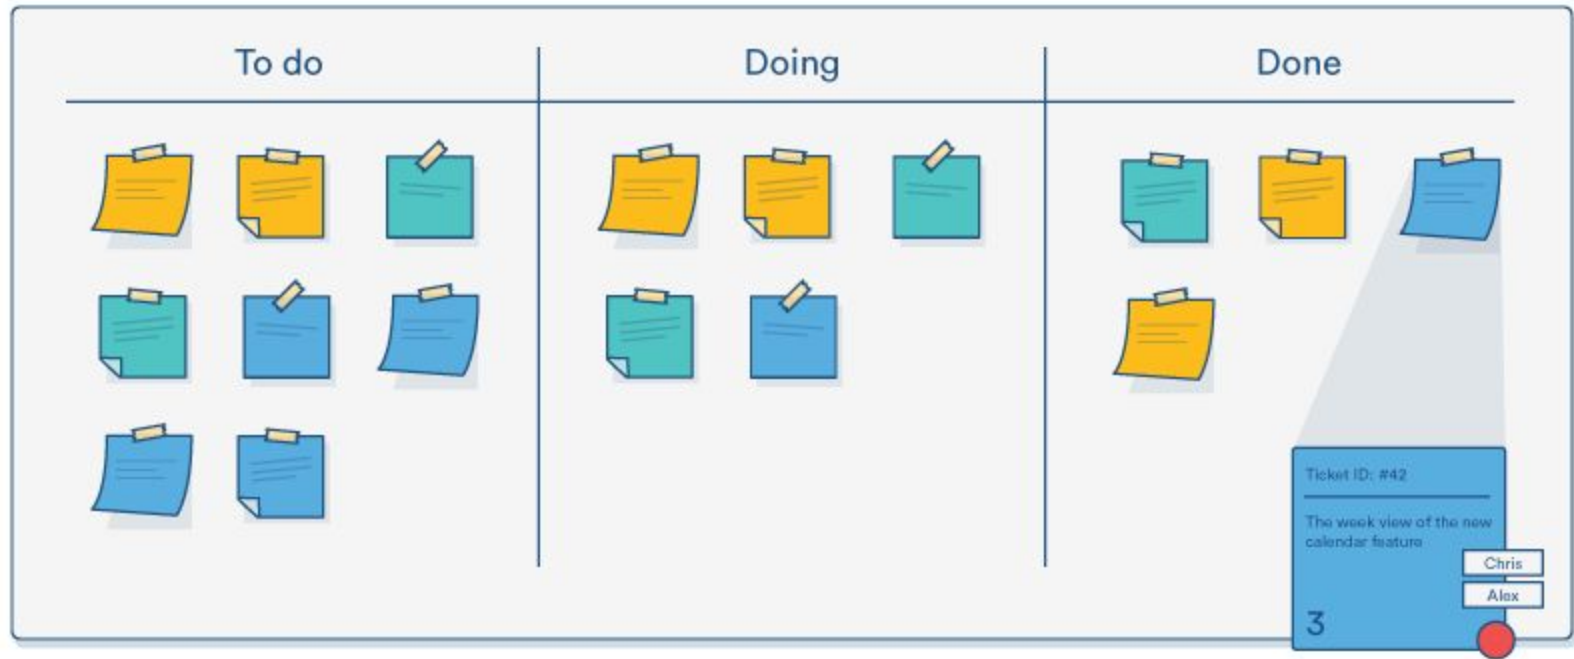 To do
Doing
Done
Ticket ID: #42
The week view of the new
calendar feature
Chris
Alex
3